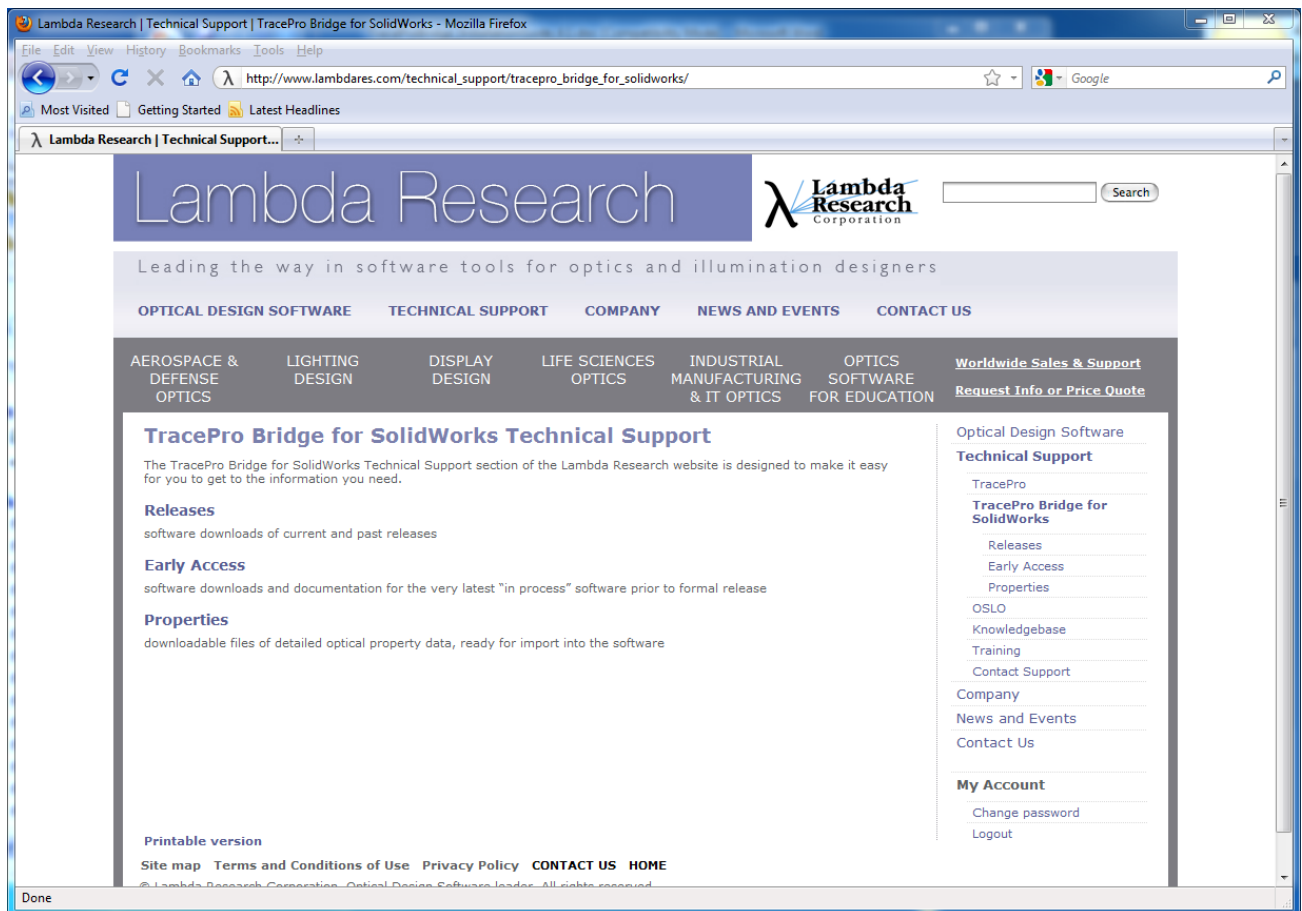 Lambda Research | Technical Support | TracePro Bridge for SolidWorks - Mozilla Firefox
File Edit View History Bookmarks Tools Help
http://www.lambdares.com/technical_support/tracepro_bridge_for_solidworks/
Google
Most Visited Getting Started Latest Headlines
λ Lambda Research | Technical Support...
Lambda Research
λ Lambda
Research
Corporation
Search
Leading the way in software tools for optics and illumination designers
OPTICAL DESIGN SOFTWARE TECHNICAL SUPPORT COMPANY NEWS AND EVENTS CONTACT US
AEROSPACE &
DEFENSE
OPTICS
LIGHTING
DESIGN
DISPLAY
DESIGN
LIFE SCIENCES
OPTICS
INDUSTRIAL
MANUFACTURING
& IT OPTICS
OPTICS
SOFTWARE
FOR EDUCATION
Worldwide Sales & Support
Request Info or Price Quote
TracePro Bridge for SolidWorks Technical Support
The TracePro Bridge for SolidWorks Technical Support section of the Lambda Research website is designed to make it easy
for you to get to the information you need.
Releases
software downloads of current and past releases
Early Access
software downloads and documentation for the very latest "in process" software prior to formal release
Properties
downloadable files of detailed optical property data, ready for import into the software
Optical Design Software
Technical Support
TracePro
TracePro Bridge for
SolidWorks
Releases
Early Access
Properties
OSLO
Knowledgebase
Training
Contact Support
Company
News and Events
Contact Us
My Account
Change password
Logout
Printable version
Site map Terms and Conditions of Use Privacy Policy CONTACT US HOME
© Lambda Research Corporation, Optical Design Software leader. All rights reserved
Done